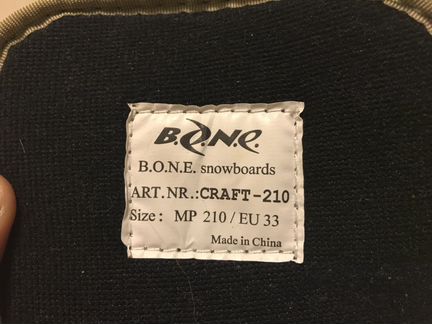 B.O.N.E.
B.O.N.E. snowboards
ART.NR.:CRAFT-210
Size: MP 210 / EU 33
Made in China